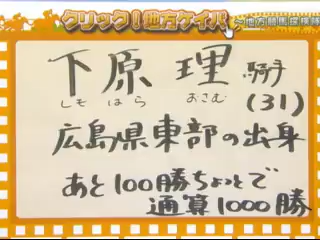 クリック!地方ケイバ
下原 理 騎手
しも はら おさむ (31)
広島県東部の出身
あと100勝ちょっとで
通算1000勝